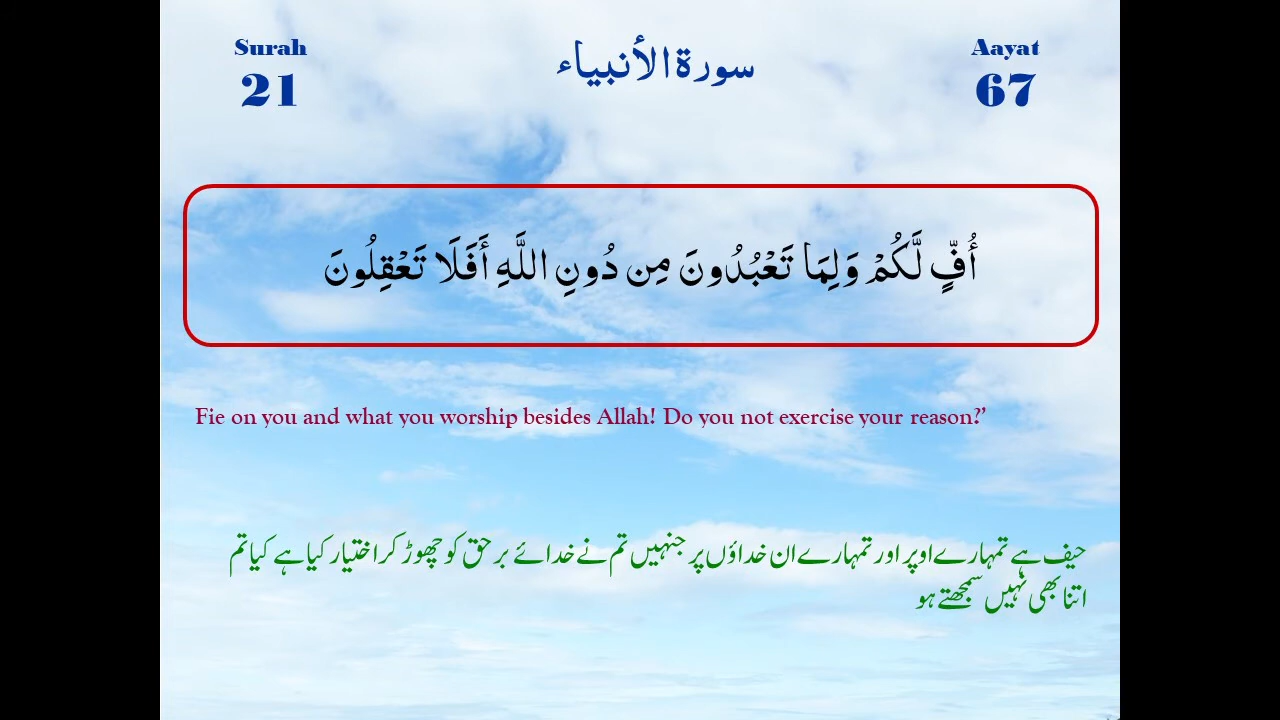 Surah
21
سورة الأنبياء
Aayat
67
أُفٍّ لَّكُمْ وَلِمَا تَعْبُدُونَ مِن دُونِ اللَّهِ أَفَلَا تَعْقِلُونَ
Fie on you and what you worship besides Allah! Do you not exercise your reason?’
حیف ہے تمہارے اوپر اور تمہارے ان خداؤں پر جنہیں تم نے خدائے برحق کو چھوڑ کر اختیار کیا ہے کیا تم
اتنا بھی نہیں سمجھتے ہو